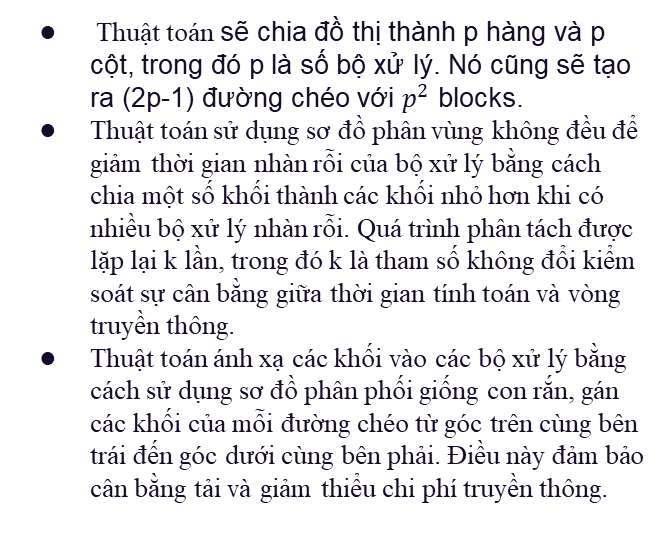 ● Thuật toán sẽ chia đồ thị thành p hàng và p
cột, trong đó p là số bộ xử lý. Nó cũng sẽ tạo
ra (2p-1) đường chéo với p² blocks.
● Thuật toán sử dụng sơ đồ phân vùng không đều để
giảm thời gian nhàn rỗi của bộ xử lý bằng cách
chia một số khối thành các khối nhỏ hơn khi có
nhiều bộ xử lý nhàn rỗi. Quá trình phân tách được
lặp lại k lần, trong đó k là tham số không đổi kiểm
soát sự cân bằng giữa thời gian tính toán và vòng
truyền thông.
● Thuật toán ánh xạ các khối vào các bộ xử lý bằng
cách sử dụng sơ đồ phân phối giống con rắn, gán
các khối của mỗi đường chéo từ góc trên cùng bên
trái đến góc dưới cùng bên phải. Điều này đảm bảo
cân bằng tải và giảm thiểu chi phí truyền thông.